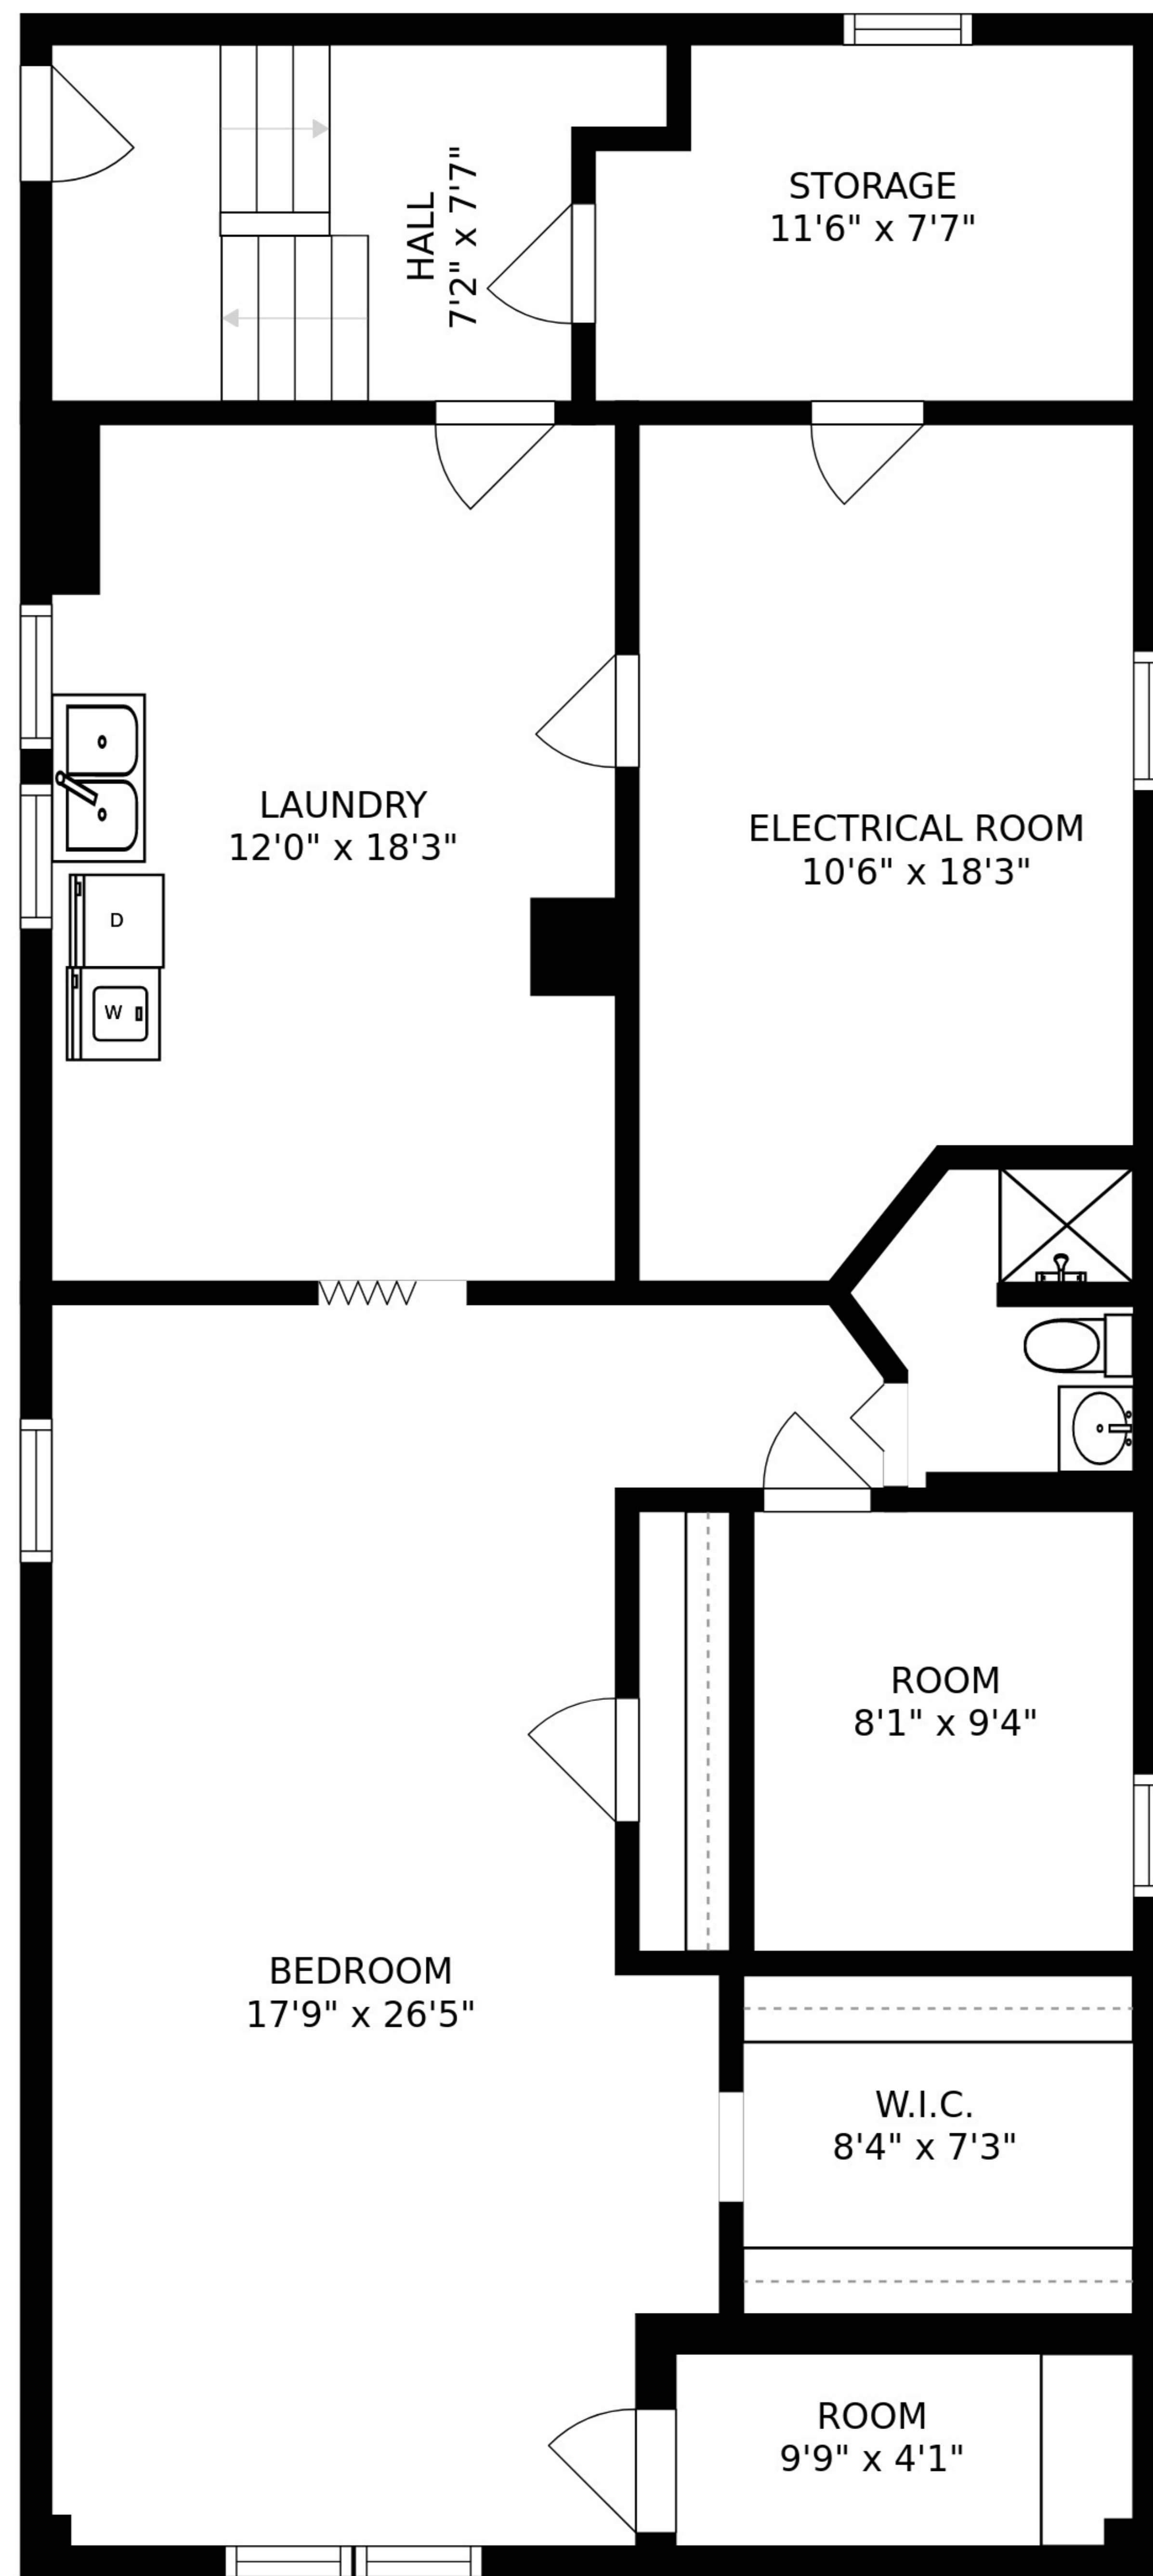 HALL
7'2" x 7'7"
STORAGE
11'6" x 7'7"
LAUNDRY
12'0" x 18'3"
ELECTRICAL ROOM
10'6" x 18'3"
D
W
ROOM
8'1" x 9'4"
BEDROOM
17'9" x 26'5"
W.I.C.
8'4" x 7'3"
ROOM
9'9" x 4'1"